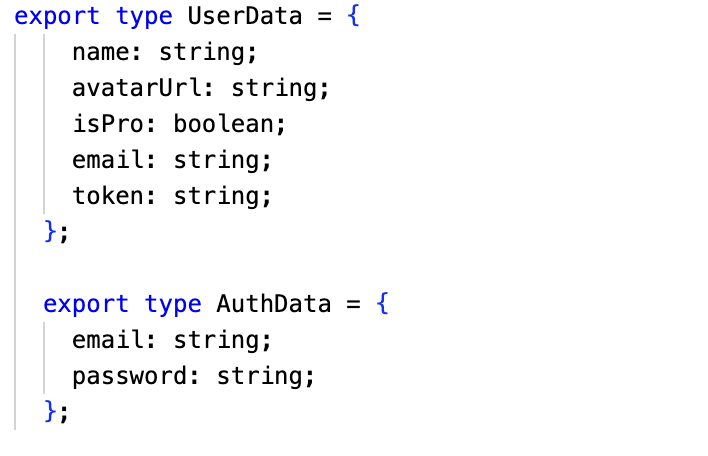 export type UserData = {
name: string;
avatarUrl: string;
isPro: boolean;
email: string;
token: string;
};
export type AuthData = {
email: string;
password: string;
};